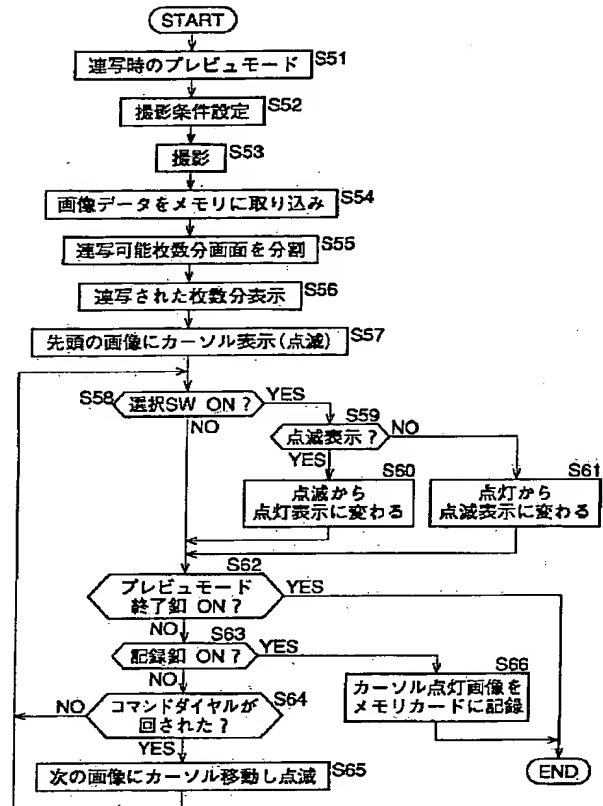 START
連写時のプレビュモード S51
撮影条件設定 S52
撮影 S53
画像データをメモリに取り込み S54
連写可能枚数分画面を分割 S55
連写された枚数分表示 S56
先頭の画像にカーソル表示(点滅) S57
S58 選択SW ON? YES
NO
S59
点滅表示? NO
YES
S60
点滅から
点灯表示に変わる
S61
点灯から
点滅表示に変わる
S62
プレビュモード
終了釦 ON? YES
NO
S63
記録釦 ON? YES
NO
S66
カーソル点灯画像を
メモリカードに記録
S64
NO コマンドダイヤルが
回された?
YES
次の画像にカーソル移動し点滅 S65
END